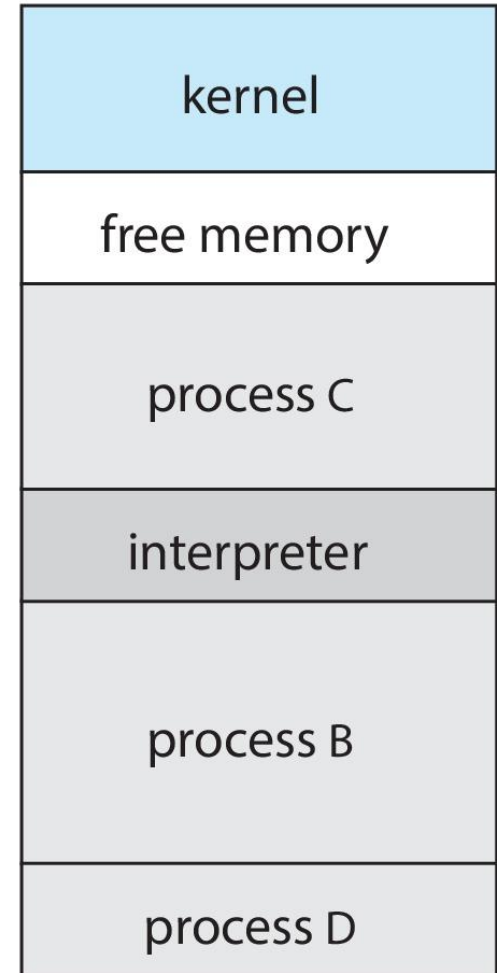 kernel
free memory
process C
interpreter
process B
process D